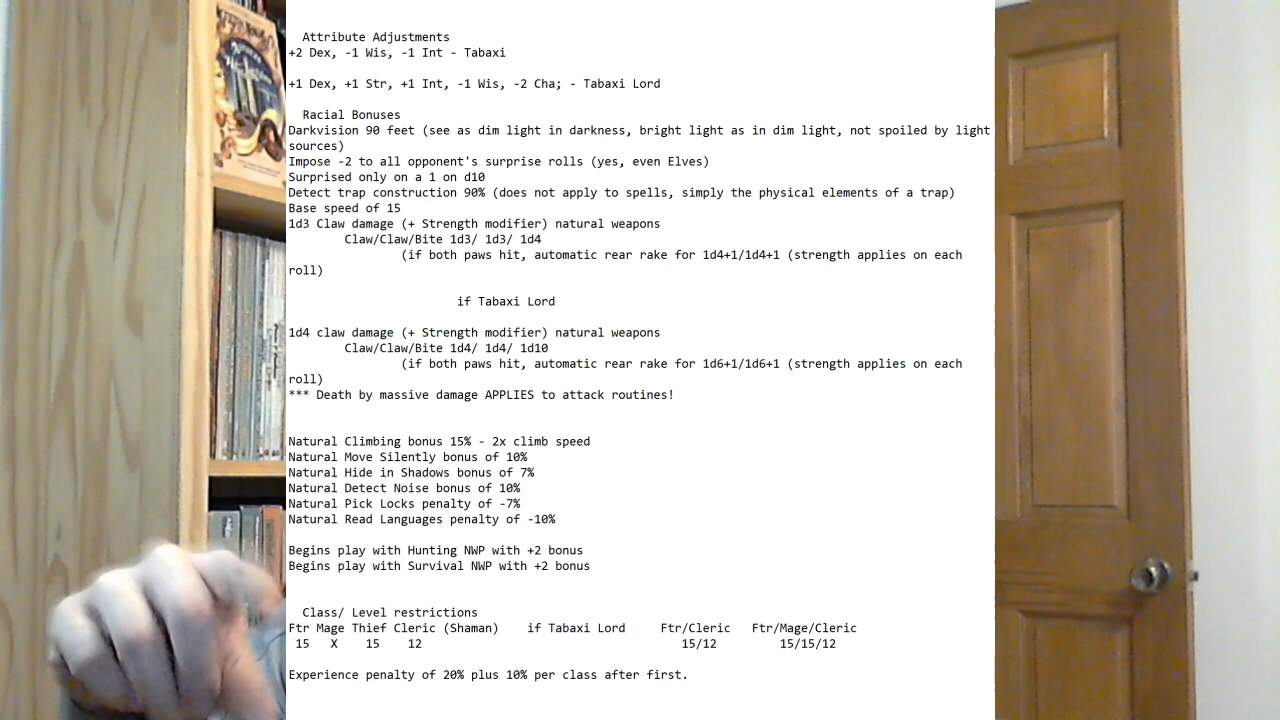 Attribute Adjustments
+2 Dex, -1 Wis, -1 Int - Tabaxi
+1 Dex, +1 Str, +1 Int, -1 Wis, -2 Cha; - Tabaxi Lord
Racial Bonuses
Darkvision 90 feet (see as dim light in darkness, bright light as in dim light, not spoiled by light
sources)
Impose -2 to all opponent's surprise rolls (yes, even Elves)
Surprised only on a 1 on d10
Detect trap construction 90% (does not apply to spells, simply the physical elements of a trap)
Base speed of 15
1d3 Claw damage (+ Strength modifier) natural weapons
Claw/Claw/Bite 1d3/ 1d3/ 1d4
(if both paws hit, automatic rear rake for 1d4+1/1d4+1 (strength applies on each
roll)
if Tabaxi Lord
1d4 claw damage (+ Strength modifier) natural weapons
Claw/Claw/Bite 1d4/ 1d4/ 1d10
(if both paws hit, automatic rear rake for 1d6+1/1d6+1 (strength applies on each
roll)
*** Death by massive damage APPLIES to attack routines!
Natural Climbing bonus 15% - 2x climb speed
Natural Move Silently bonus of 10%
Natural Hide in Shadows bonus of 7%
Natural Detect Noise bonus of 10%
Natural Pick Locks penalty of -7%
Natural Read Languages penalty of -10%
Begins play with Hunting NWP with +2 bonus
Begins play with Survival NWP with +2 bonus
Class/ Level restrictions
Ftr Mage Thief Cleric (Shaman) if Tabaxi Lord Ftr/Cleric Ftr/Mage/Cleric
15 X 15 12 15/12 15/15/12
Experience penalty of 20% plus 10% per class after first.